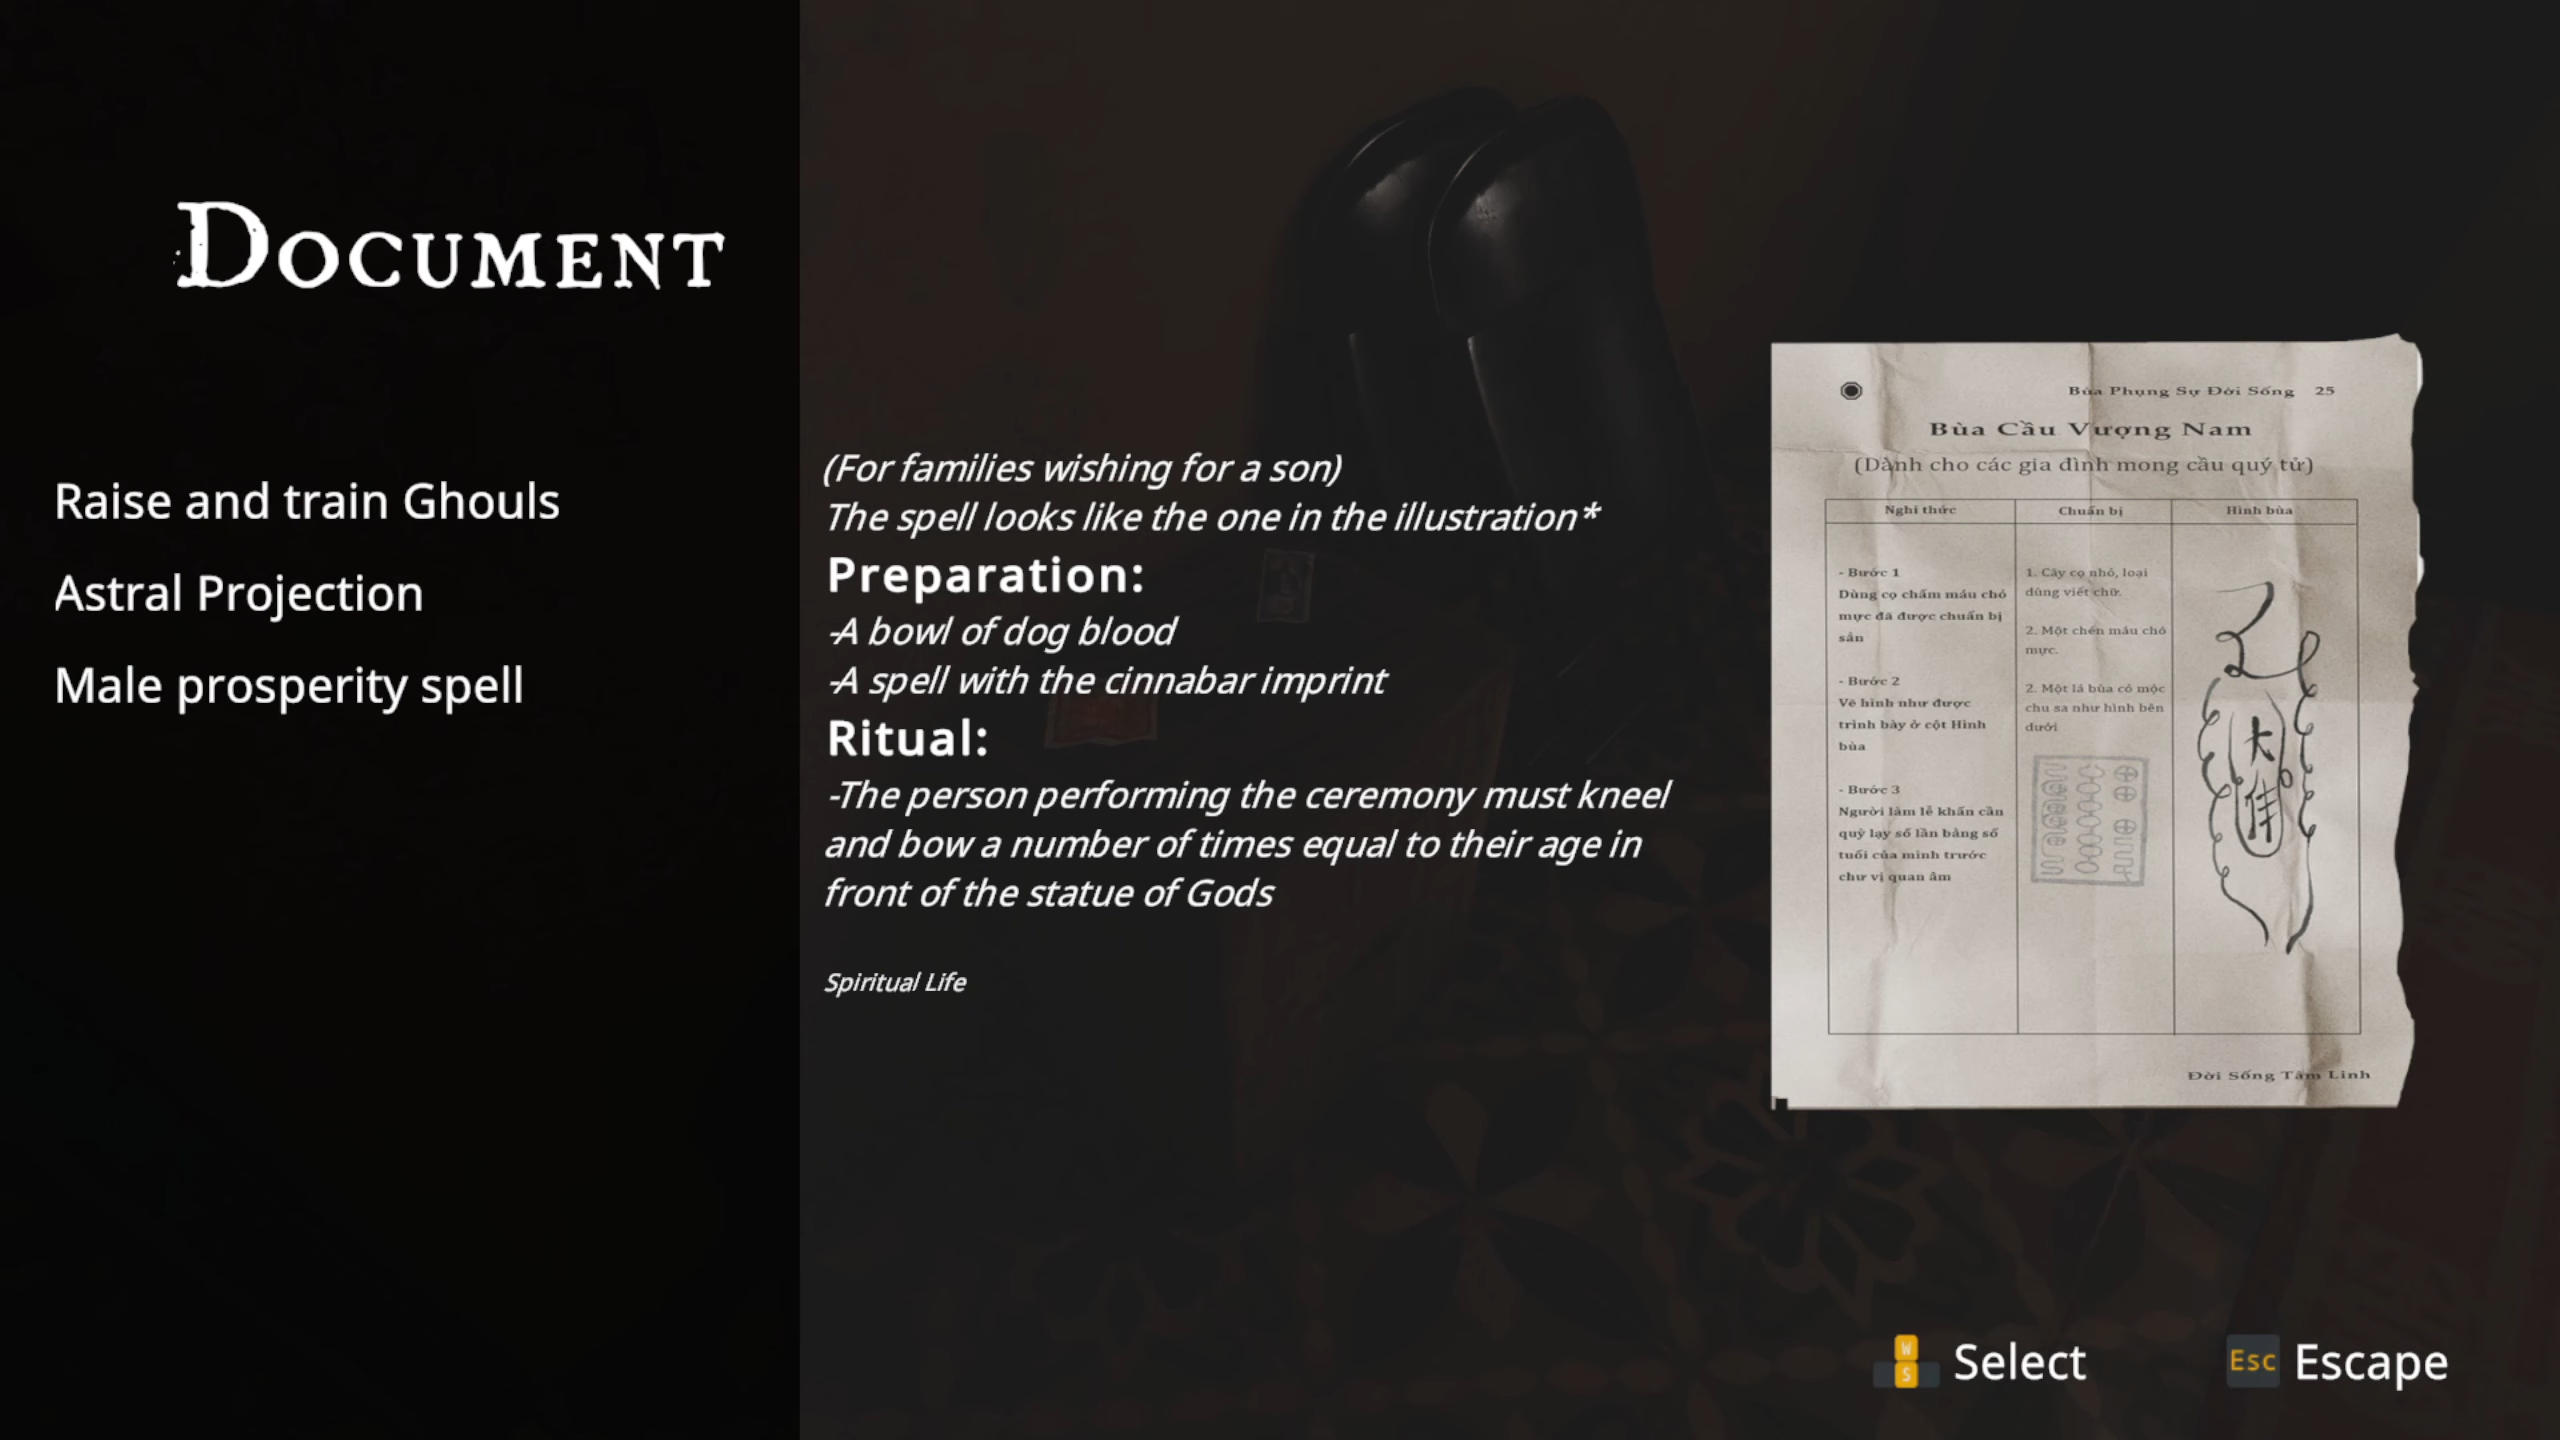 Document
Raise and train Ghouls
Astral Projection
Male prosperity spell
(For families wishing for a son)
The spell looks like the one in the illustration*
Preparation:
-A bowl of dog blood
-A spell with the cinnabar imprint
Ritual:
-The person performing the ceremony must kneel
and bow a number of times equal to their age in
front of the statue of Gods
Spiritual Life
Bùa Phụng Sự Đời Sống 25
Bùa Cầu Vượng Nam
(Dành cho các gia đình mong cầu quý tử)
Nghi thức
- Bước 1
Dùng cọ chấm máu chó
mực đã được chuẩn bị
sẵn
- Bước 2
Vẽ hình như được
trình bày ở cột Hình
bùa
- Bước 3
Người làm lễ khấn cần
quỳ lạy số lần bằng số
tuổi của mình trước
chư vị quan âm
Chuẩn bị
1. Cây cọ nhỏ, loại
dùng viết chữ.
2. Một chén máu chó
mực.
2. Một lá bùa có mộc
chu sa như hình bên
dưới
Hình bùa
大
Đời Sống Tâm Linh
W
S
Select
Esc
Escape